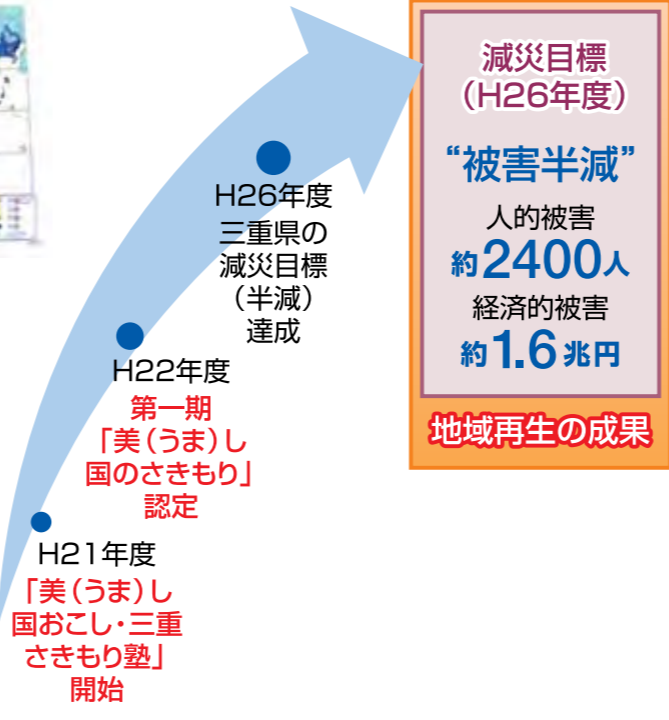 減災目標
（H26年度）
“被害半減”
人的被害
約2400人
経済的被害
約1.6兆円
地域再生の成果
H26年度
三重県の
減災目標
（半減）
達成
H22年度
第一期
「美（うま）し
国のさきもり」
認定
H21年度
「美（うま）し
国おこし・三重
さきもり塾」
開始